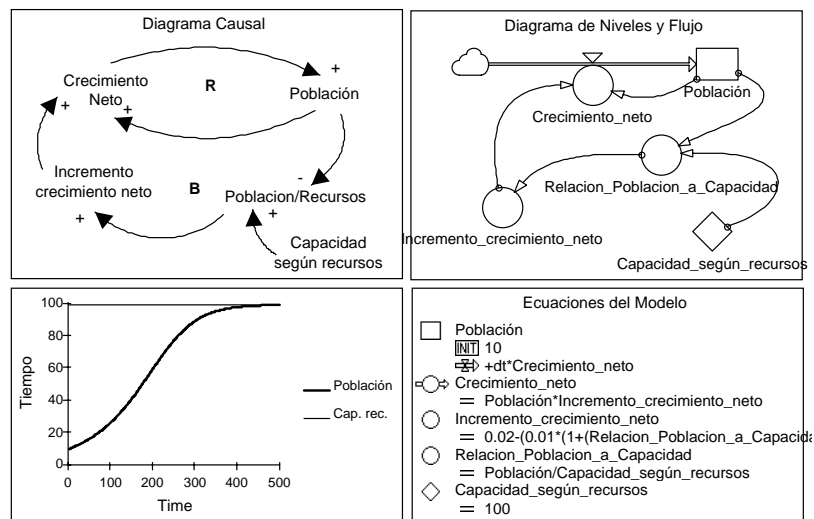 Diagrama Causal
+
Crecimiento
Neto
R
Población
+
+
-
Incremento
crecimiento neto
B
Poblacion/Recursos
+
+
Capacidad
según recursos
Diagrama de Niveles y Flujo
Población
Crecimiento_neto
Relacion_Poblacion_a_Capacidad
Incremento_crecimiento_neto
Capacidad_según_recursos
100
80
60
40
20
0
Tiempo
0 100 200 300 400 500
Time
Población
Cap. rec.
Ecuaciones del Modelo
Población
INIT 10
+dt*Crecimiento_neto
Crecimiento_neto
= Población*Incremento_crecimiento_neto
Incremento_crecimiento_neto
= 0.02-(0.01*(1+(Relacion_Poblacion_a_Capacida
Relacion_Poblacion_a_Capacidad
= Población/Capacidad_según_recursos
Capacidad_según_recursos
= 100